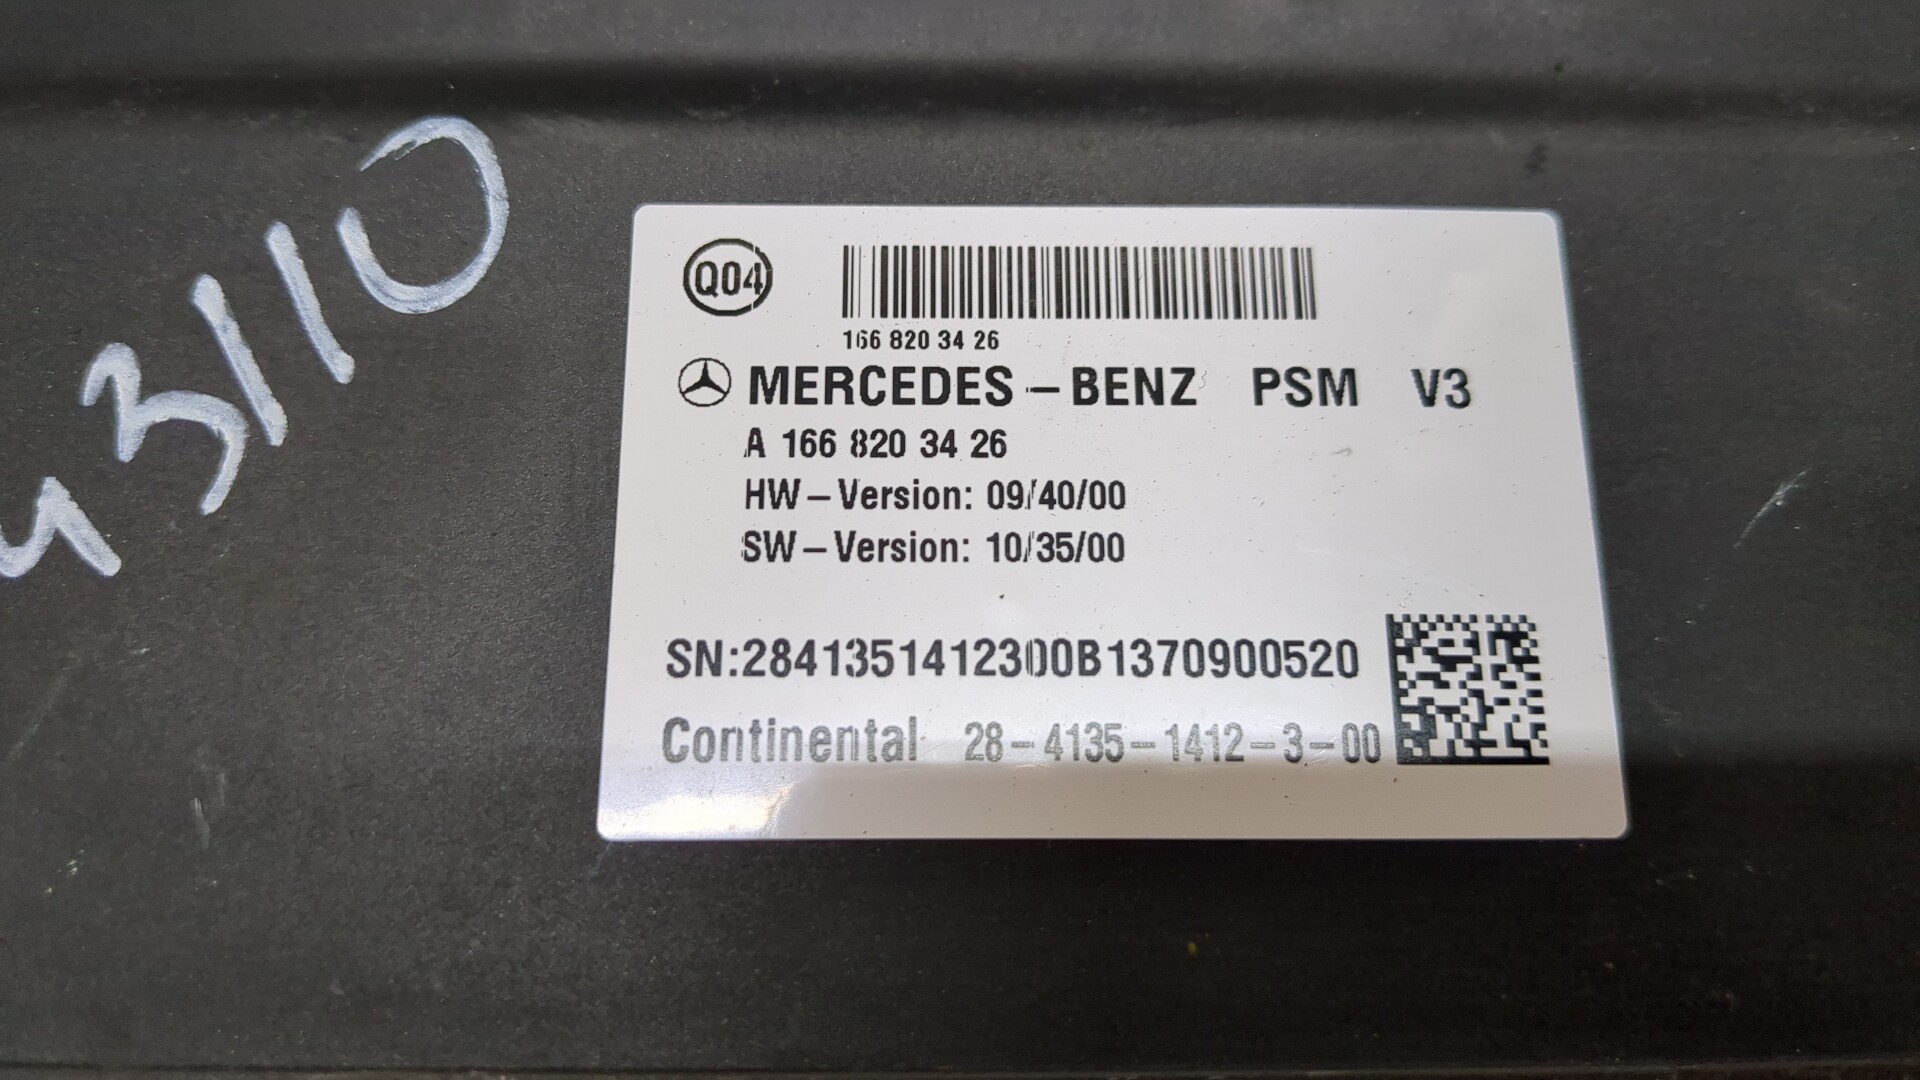 43110
Q04
166 820 34 26
MERCEDES-BENZ PSM V3
A 166 820 34 26
HW-Version: 09/40/00
SW-Version: 10/35/00
SN:2841351412300B1370900520
Continental 28-4135-1412-3-00